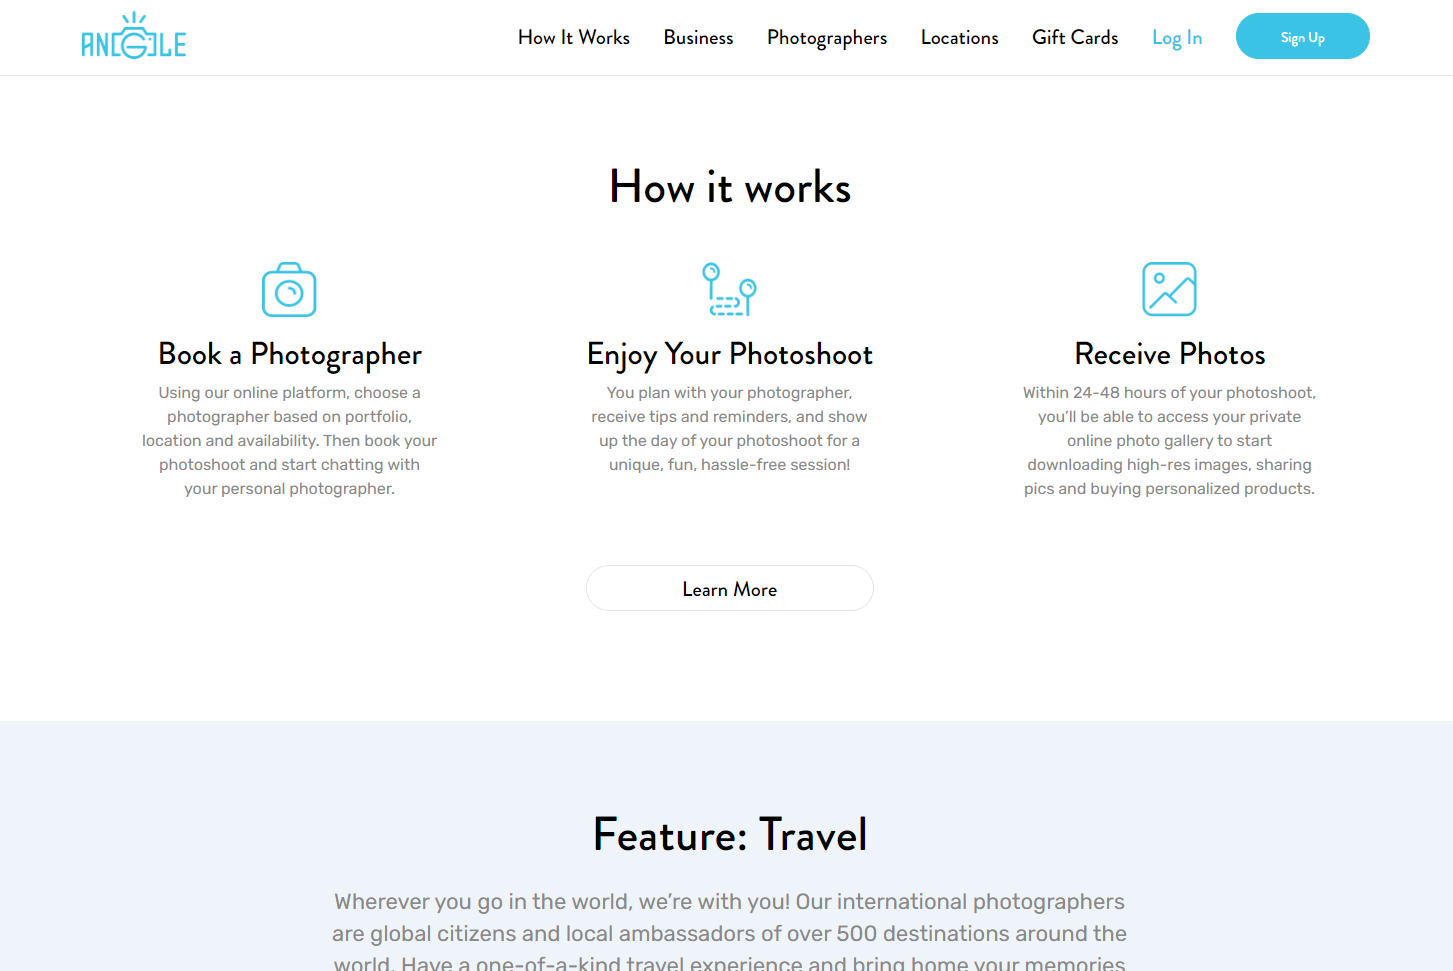 ANGLE
How It Works
Business
Photographers
Locations
Gift Cards
Log In
Sign Up
How it works
Book a Photographer
Using our online platform, choose a
photographer based on portfolio,
location and availability. Then book your
photoshoot and start chatting with
your personal photographer.
Enjoy Your Photoshoot
You plan with your photographer,
receive tips and reminders, and show
up the day of your photoshoot for a
unique, fun, hassle-free session!
Receive Photos
Within 24-48 hours of your photoshoot,
you’ll be able to access your private
online photo gallery to start
downloading high-res images, sharing
pics and buying personalized products.
Learn More
Feature: Travel
Wherever you go in the world, we’re with you! Our international photographers
are global citizens and local ambassadors of over 500 destinations around the
world. Have a one-of-a-kind travel experience and bring home your memories